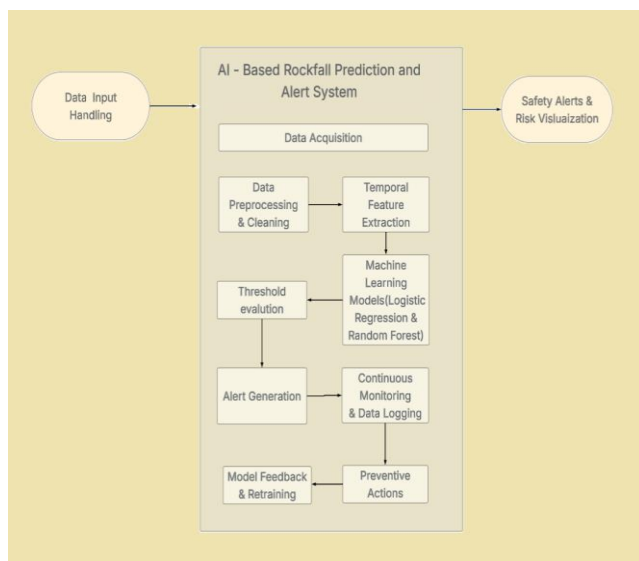 AI - Based Rockfall Prediction and
Alert System
Data Input
Handling
Safety Alerts &
Risk Visluaization
Data Acquisition
Data
Preprocessing
& Cleaning
Temporal
Feature
Extraction
Machine
Learning
Models(Logistic
Regression &
Random Forest)
Threshold
evalution
Alert Generation
Continuous
Monitoring
& Data Logging
Preventive
Actions
Model Feedback
& Retraining